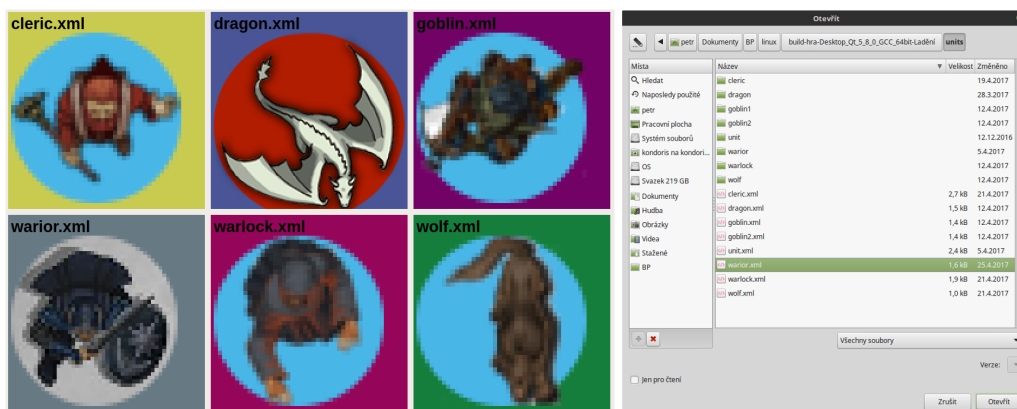 cleric.xml
dragon.xml
goblin.xml
warior.xml
warlock.xml
wolf.xml
Otevřít
petr Dokumenty BP linux build-hra-Desktop_Qt_5_8_0_GCC_64bit-Ladění units
Místa
Hledat
Naposledy použité
petr
Pracovní plocha
Systém souborů
kondoris na kondori...
OS
Svazek 219 GB
Dokumenty
Hudba
Obrázky
Videa
Stažené
BP
Název Velikost Změněno
cleric 19.4.2017
dragon 28.3.2017
goblin1 12.4.2017
goblin2 12.4.2017
unit 12.12.2016
warior 5.4.2017
warlock 12.4.2017
wolf 12.4.2017
cleric.xml 2,7 kB 21.4.2017
dragon.xml 1,5 kB 12.4.2017
goblin.xml 1,4 kB 12.4.2017
goblin2.xml 1,4 kB 12.4.2017
unit.xml 2,4 kB 5.4.2017
warior.xml 1,6 kB 25.4.2017
warlock.xml 1,9 kB 21.4.2017
wolf.xml 1,0 kB 21.4.2017
Všechny soubory
Verze:
Jen pro čtení
Zrušit Otevřít